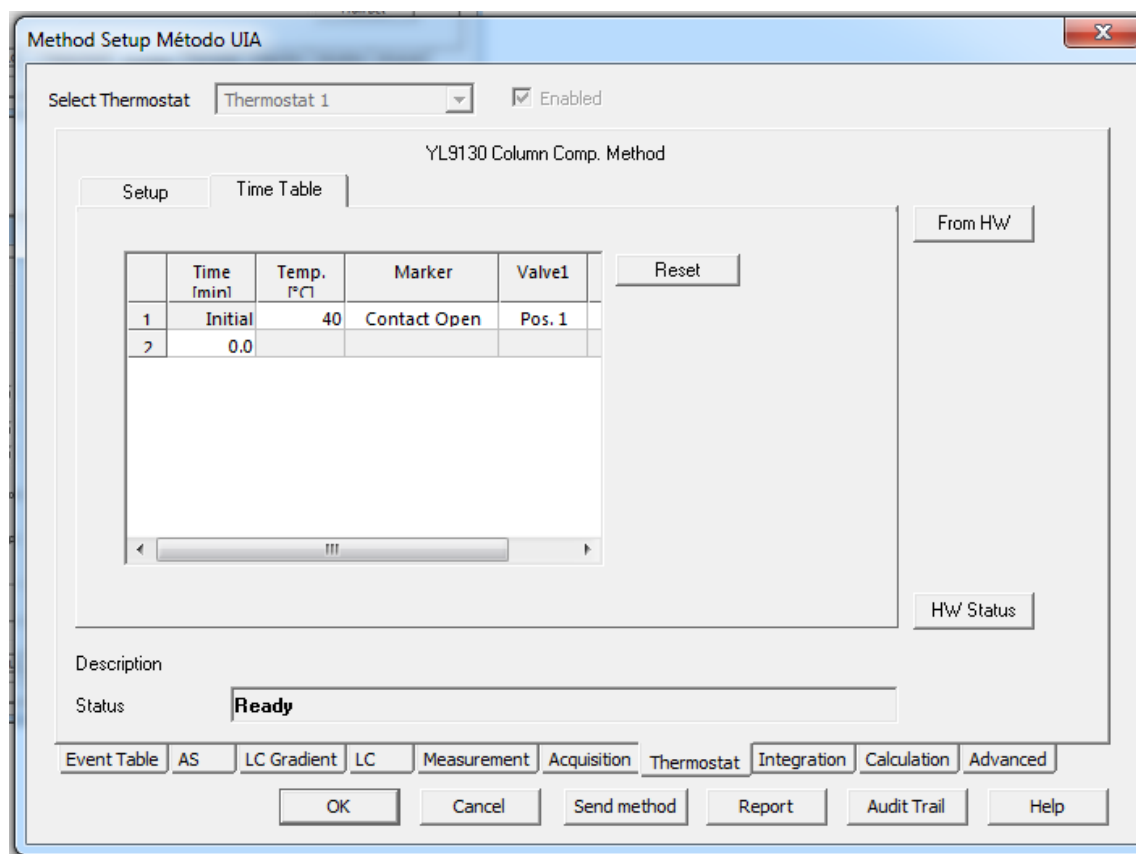 Method Setup Método UIA
Select Thermostat Thermostat 1 Enabled
YL9130 Column Comp. Method
Setup Time Table
From HW
Time [min] Temp. [°C] Marker Valve1
Reset
1 Initial 40 Contact Open Pos. 1
2 0.0
HW Status
Description
Status Ready
Event Table AS LC Gradient LC Measurement Acquisition Thermostat Integration Calculation Advanced
OK Cancel Send method Report Audit Trail Help